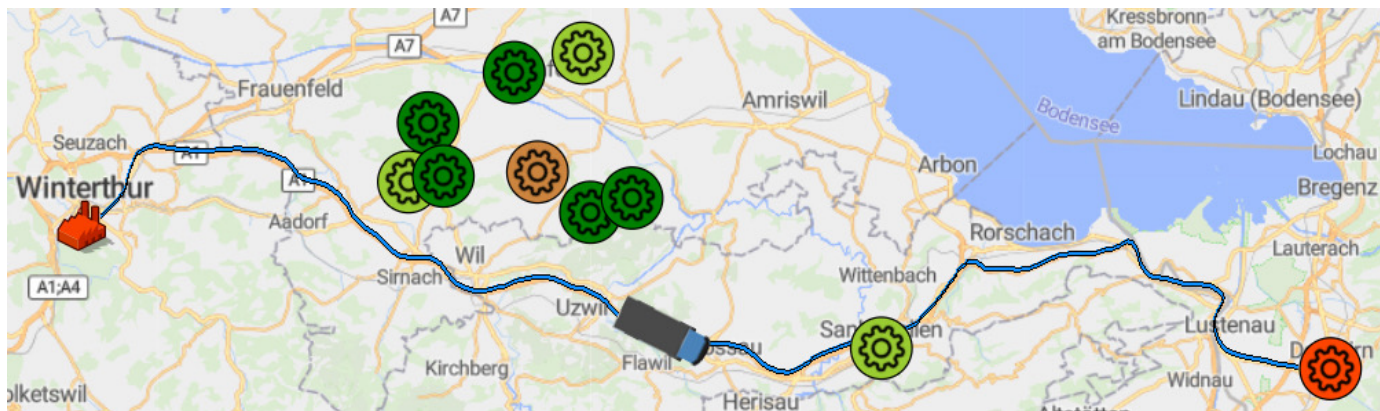 A7
Kressbronn
am Bodensee
A7
Frauenfeld
Amriswil
Lindau (Bodensee)
Bodensee
Seuzach
A1
Lochau
Arbon
Winterthur
A1
Bregenz
Aadorf
Rorschach
Lauterach
Wil
Sirnach
Wittenbach
A1;A4
Uzwil
Lustenau
Flawil
Kirchberg
Widnau
olketswil
Herisau